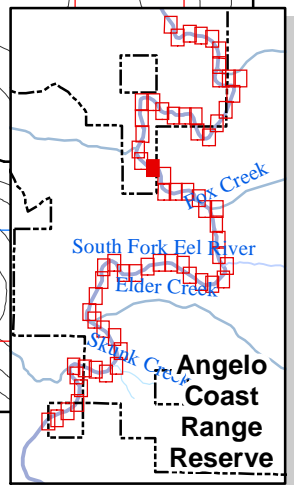 Fox Creek
South Fork Eel River
Elder Creek
Skunk Creek
Angelo
Coast
Range
Reserve